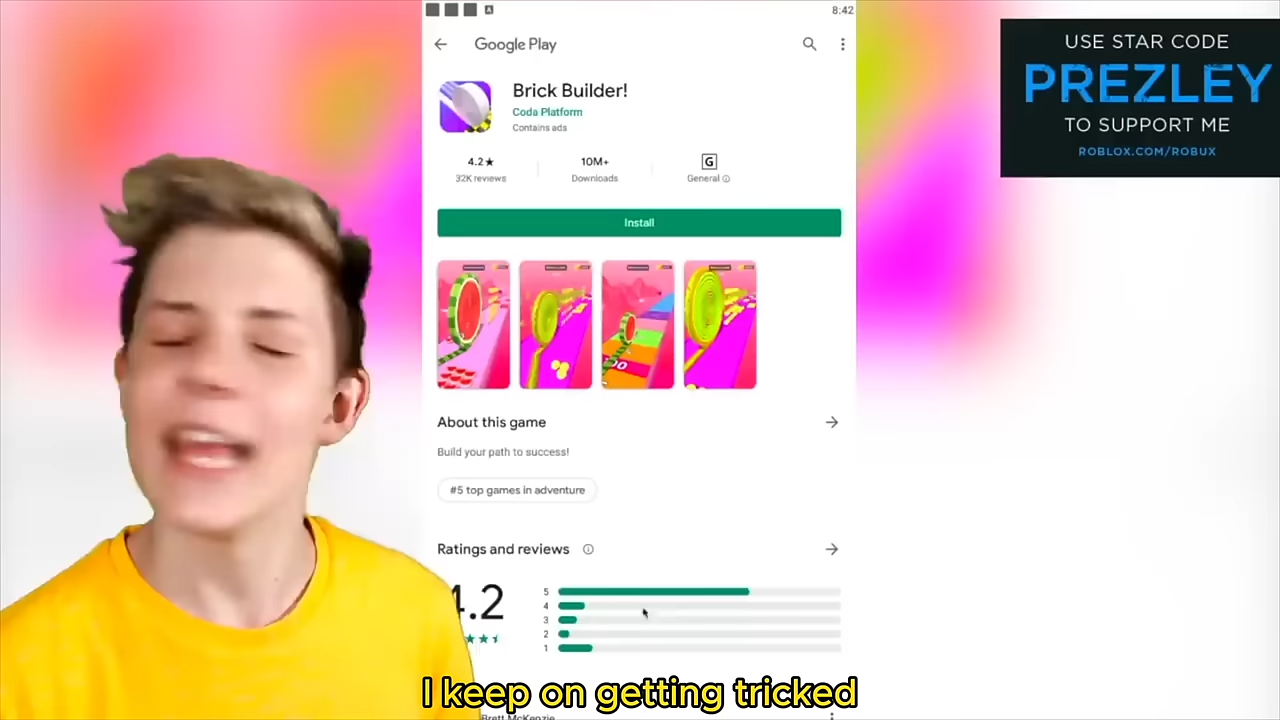 8:42
Google Play
Brick Builder!
Coda Platform
Contains ads
4.2★
32K reviews
10M+
Downloads
G
General
Install
About this game
Build your path to success!
#5 top games in adventure
Ratings and reviews
4.2
5
4
3
2
1
Brett McKenzie
I keep on getting tricked
USE STAR CODE
PREZLEY
TO SUPPORT ME
ROBLOX.COM/ROBUX